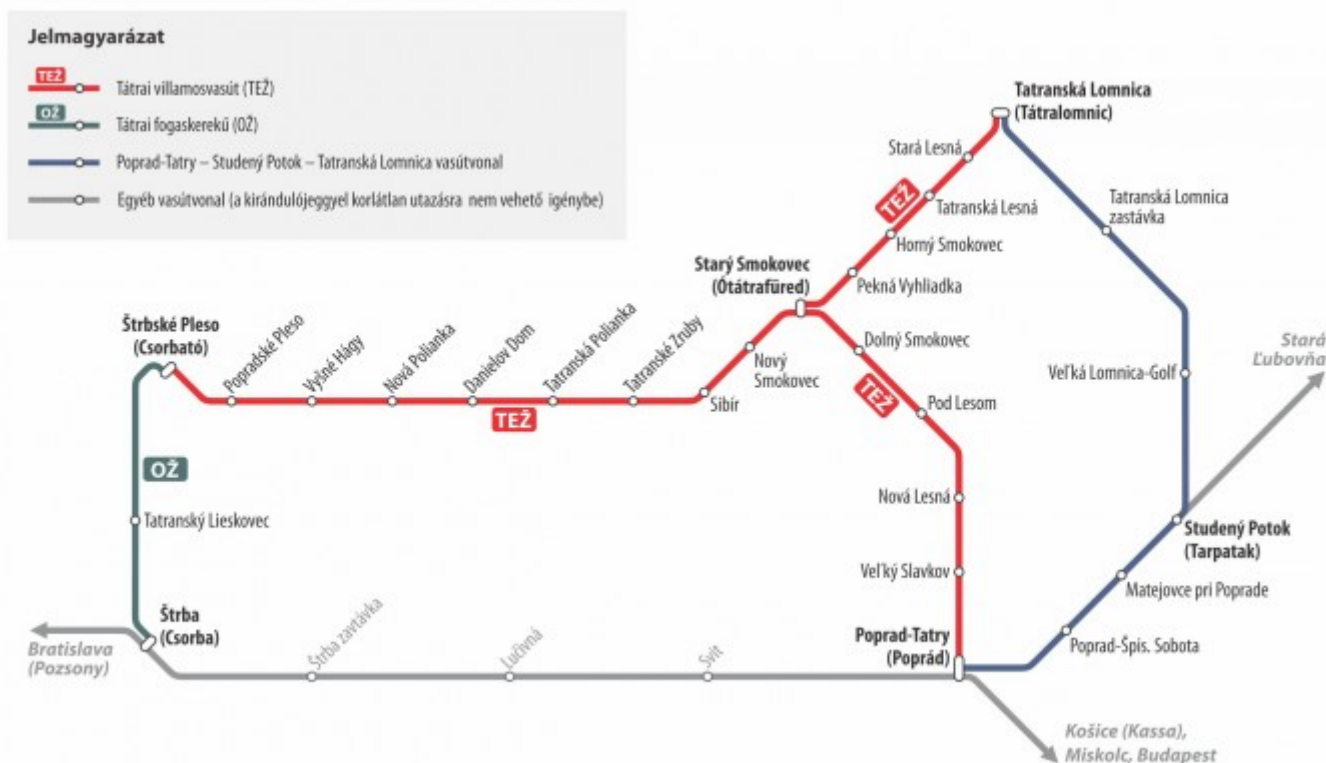 Jelmagyarázat
TEŽ
Tátrai villamosvasút (TEŽ)
OŽ
Tátrai fogaskerekű (OŽ)
Poprad-Tatry – Studený Potok – Tatranská Lomnica vasútvonal
Egyéb vasútvonal (a kirándulójeggyel korlátlan utazásra nem vehető igénybe)
Tatranská Lomnica
(Tátralomnic)
Stará Lesná
TEŽ
Tatranská Lesná
Tatranská Lomnica
zastávka
Horný Smokovec
Starý Smokovec
(Ótátrafüred)
Pekná Vyhliadka
Štrbské Pleso
(Csorbató)
Popradské Pleso
Vyšné Hágy
Nová Polianka
Danielov Dom
Tatranská Polianka
Tatranské Zruby
Sibír
Nový
Smokovec
Dolný Smokovec
Stará
Ľubovňa
Veľká Lomnica-Golf
TEŽ
TEŽ
Pod Lesom
OŽ
Nová Lesná
Tatranský Lieskovec
Studený Potok
(Tarpatak)
Veľký Slavkov
Matejovce pri Poprade
Štrba
(Csorba)
Bratislava
(Pozsony)
Štrba zavtávka
Lučivná
Svit
Poprad-Tatry
(Poprád)
Poprad-Špis. Sobota
Košice (Kassa),
Miskolc, Budapest